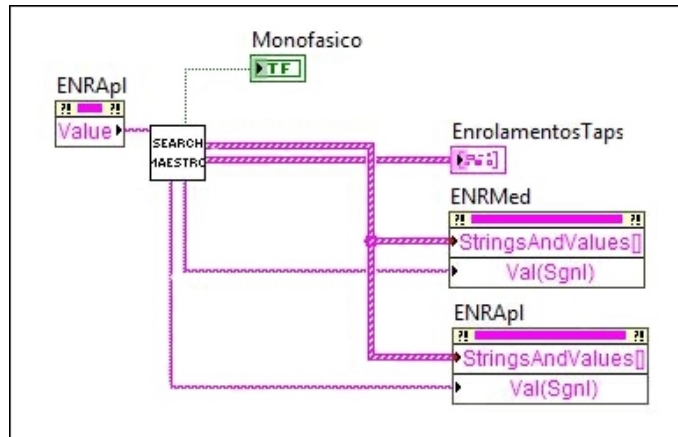 Monofasico
TF
ENRApl
?! ?!
Value
SEARCH
MAESTRO
EnrolamentosTaps
ENRMed
?! ?!
StringsAndValues[]
Val(Sgnl)
ENRApl
?! ?!
StringsAndValues[]
Val(Sgnl)